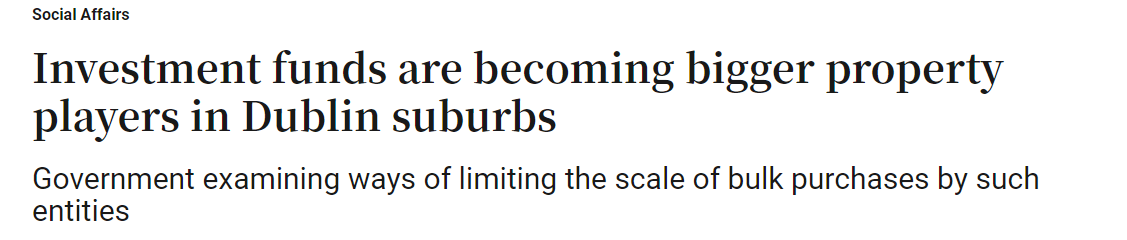 Social Affairs
Investment funds are becoming bigger property
players in Dublin suburbs
Government examining ways of limiting the scale of bulk purchases by such
entities